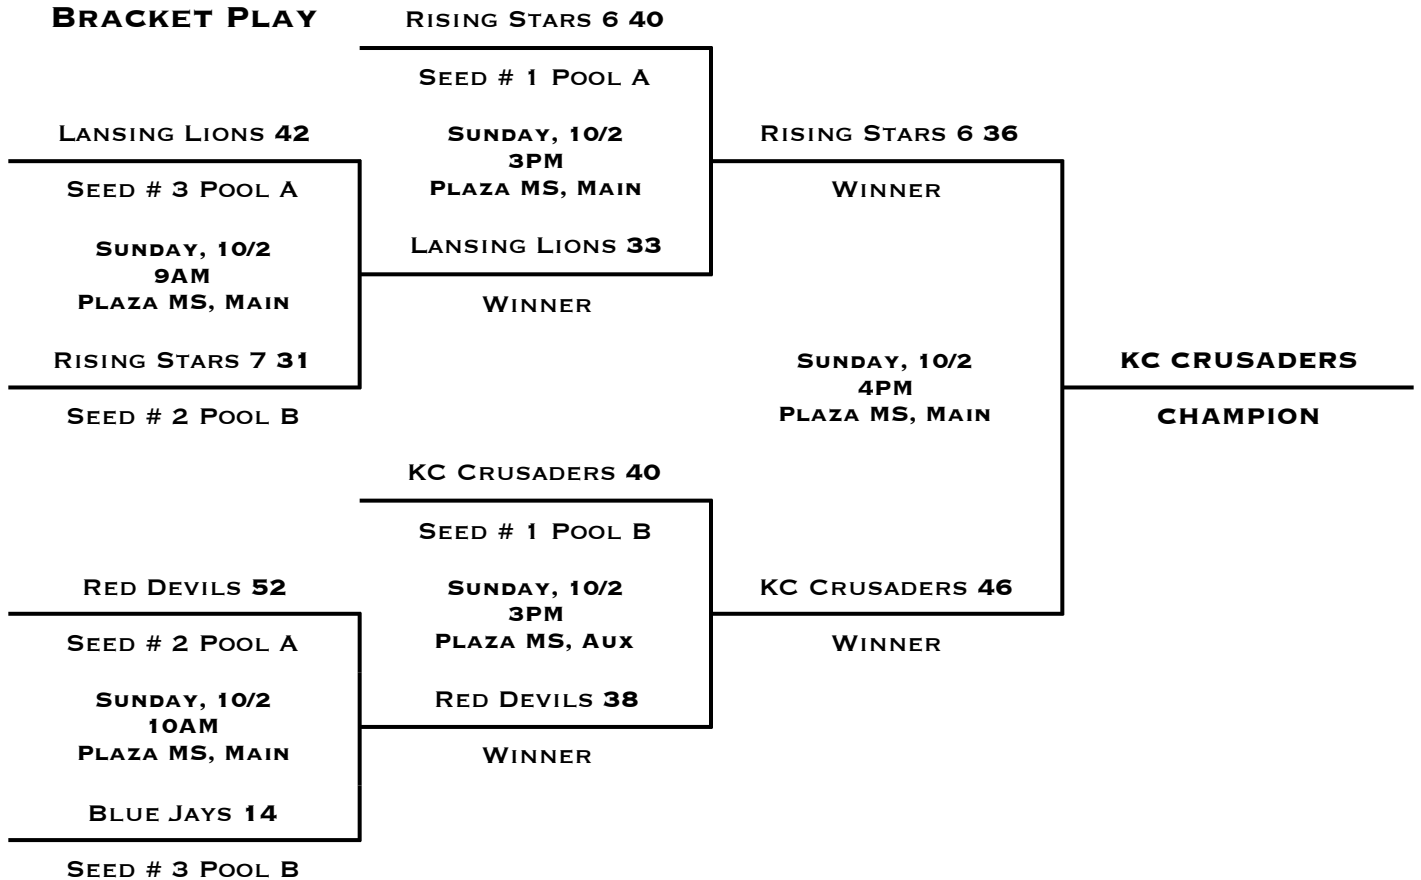 Bracket Play
Rising Stars 6 40
Seed # 1 Pool A
Lansing Lions 42
Seed # 3 Pool A
Sunday, 10/2
9AM
Plaza MS, Main
Rising Stars 7 31
Seed # 2 Pool B
Sunday, 10/2
3PM
Plaza MS, Main
Lansing Lions 33
Winner
Rising Stars 6 36
Winner
Sunday, 10/2
4PM
Plaza MS, Main
KC CRUSADERS
CHAMPION
KC Crusaders 40
Seed # 1 Pool B
Red Devils 52
Seed # 2 Pool A
Sunday, 10/2
10AM
Plaza MS, Main
Blue Jays 14
Seed # 3 Pool B
Sunday, 10/2
3PM
Plaza MS, Aux
Red Devils 38
Winner
KC Crusaders 46
Winner